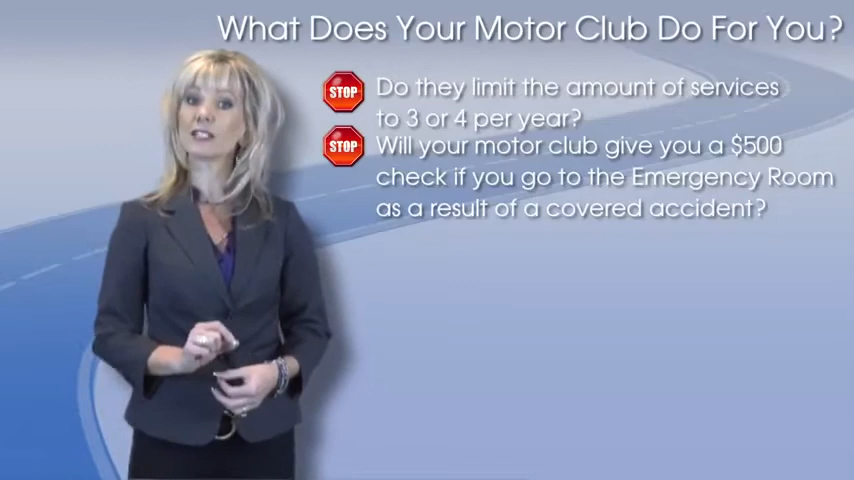 What Does Your Motor Club Do For You?
STOP Do they limit the amount of services
to 3 or 4 per year?
STOP Will your motor club give you a $500
check if you go to the Emergency Room
as a result of a covered accident?